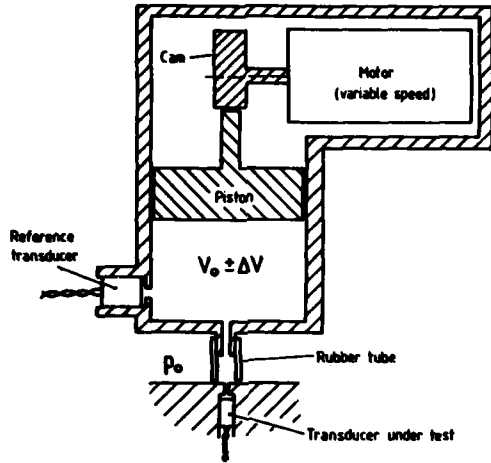 Cam
Motor
(variable speed)
Piston
Reference
transducer
V₀ ± ΔV
p₀
Rubber tube
Transducer under test